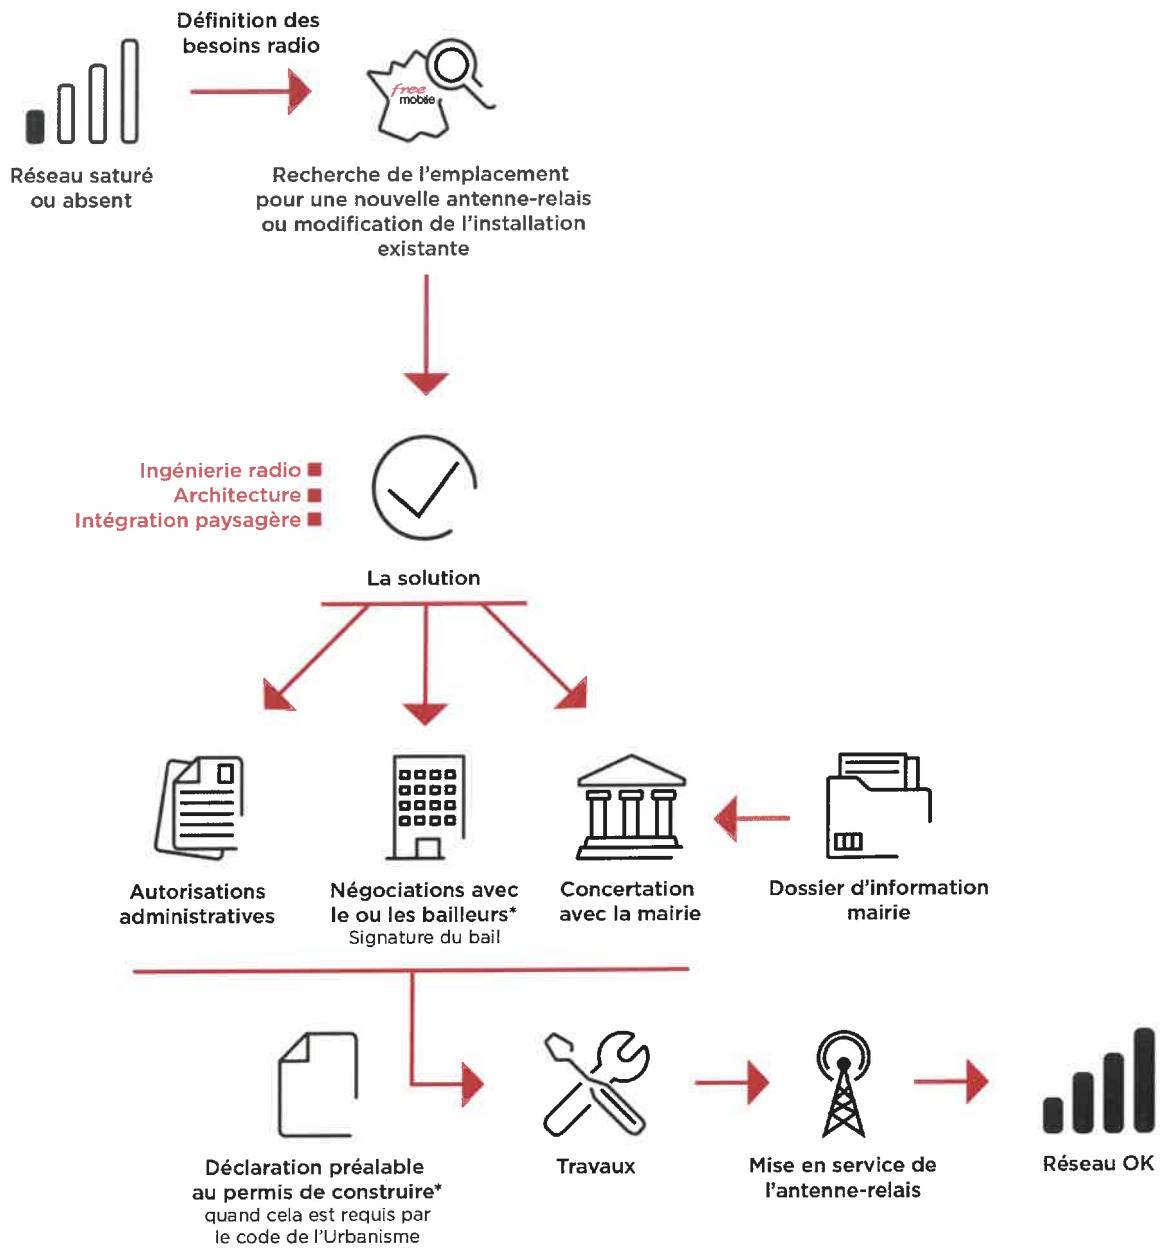 Définition des
besoins radio
free
mobile
Réseau saturé
ou absent
Recherche de l'emplacement
pour une nouvelle antenne-relais
ou modification de l'installation
existante
Ingénierie radio
Architecture
Intégration paysagère
La solution
Autorisations
administratives
Négociations avec
le ou les bailleurs*
Signature du bail
Concertation
avec la mairie
Dossier d'information
mairie
Déclaration préalable
au permis de construire*
quand cela est requis par
le code de l'Urbanisme
Travaux
Mise en service de
l'antenne-relais
Réseau OK